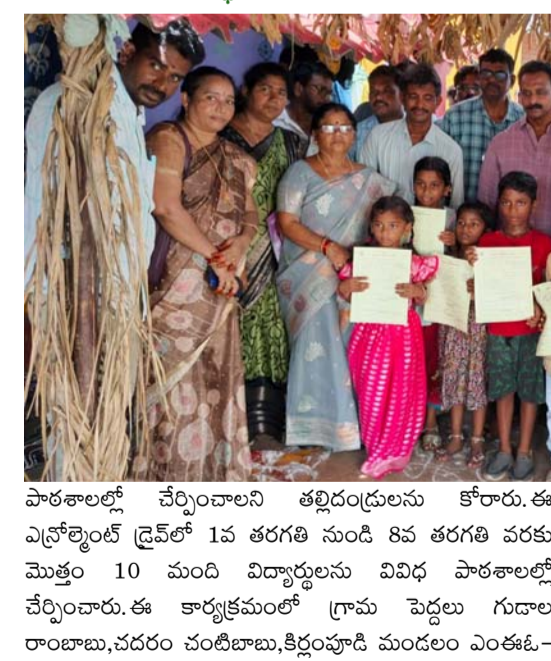 పాఠశాలల్లో చేర్పించాలని తల్లిదండ్రులను కోరారు.ఈ
ఎన్రోల్మెంట్ డ్రైవ్‌లో 1వ తరగతి నుండి 8వ తరగతి వరకు
మొత్తం 10 మంది విద్యార్థులను వివిధ పాఠశాలల్లో
చేర్పించారు.ఈ కార్యక్రమంలో గ్రామ పెద్దలు గుడాల
రాంబాబు,చదరం చంటిబాబు,కిర్లంపూడి మండలం ఎంఈఓ-